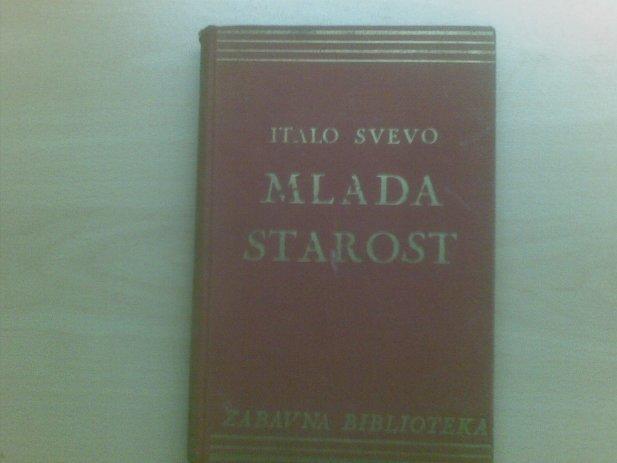 ITALO SVEVO
MLADA
STAROST
ZABAVNA BIBLIOTEKA